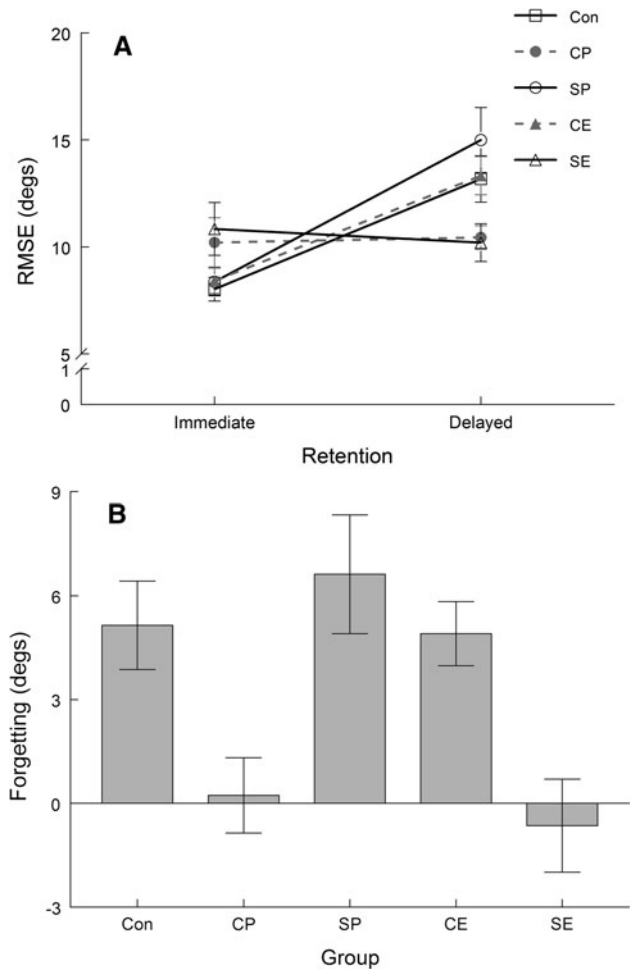 A
Con
CP
SP
CE
SE
20
15
10
5
1
0
RMSE (degs)
Immediate Delayed
Retention
B
9
6
3
0
-3
Forgetting (degs)
Con CP SP CE SE
Group